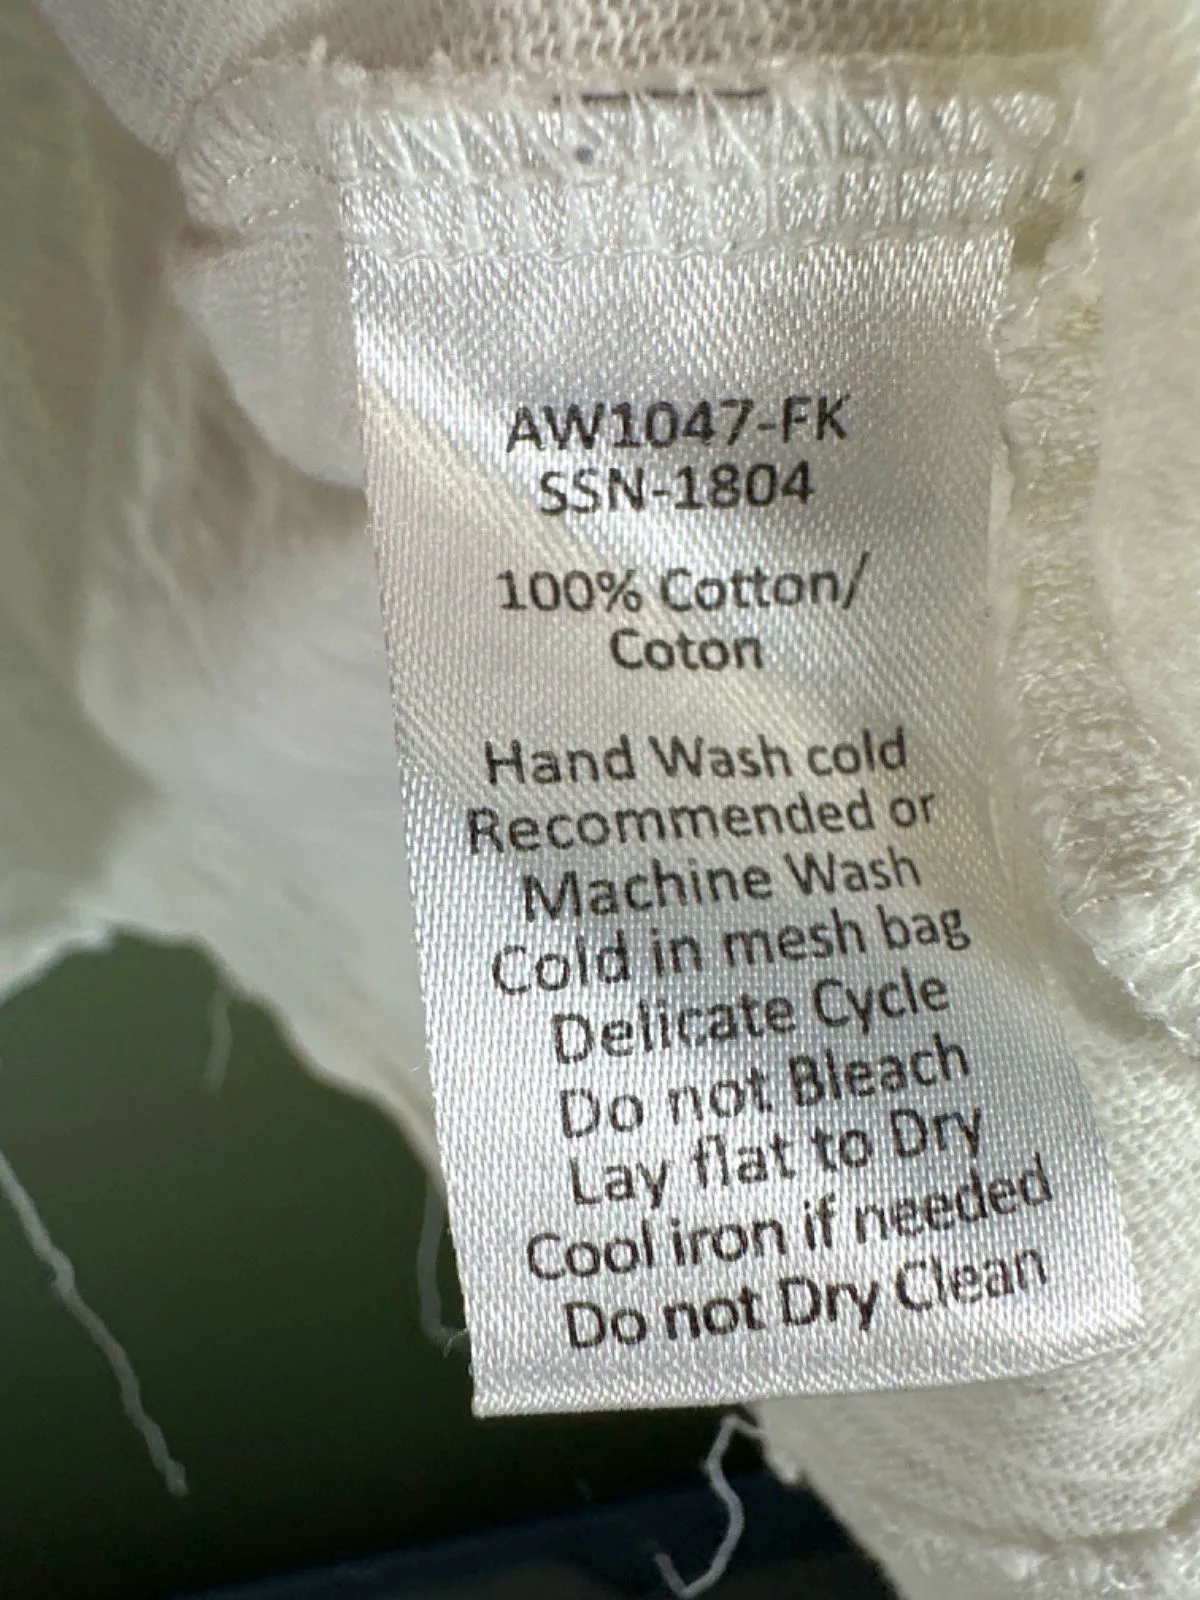 AW1047-FK
SSN-1804
100% Cotton/
Coton
Hand Wash cold
Recommended or
Machine Wash
Cold in mesh bag
Delicate Cycle
Do not Bleach
Lay flat to Dry
Cool iron if needed
Do not Dry Clean